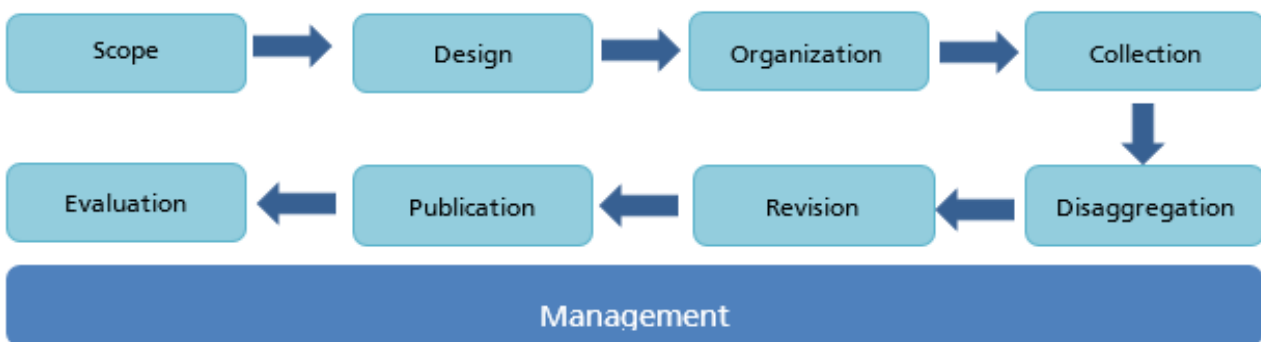 Scope
Design
Organization
Collection
Disaggregation
Revision
Publication
Evaluation
Management